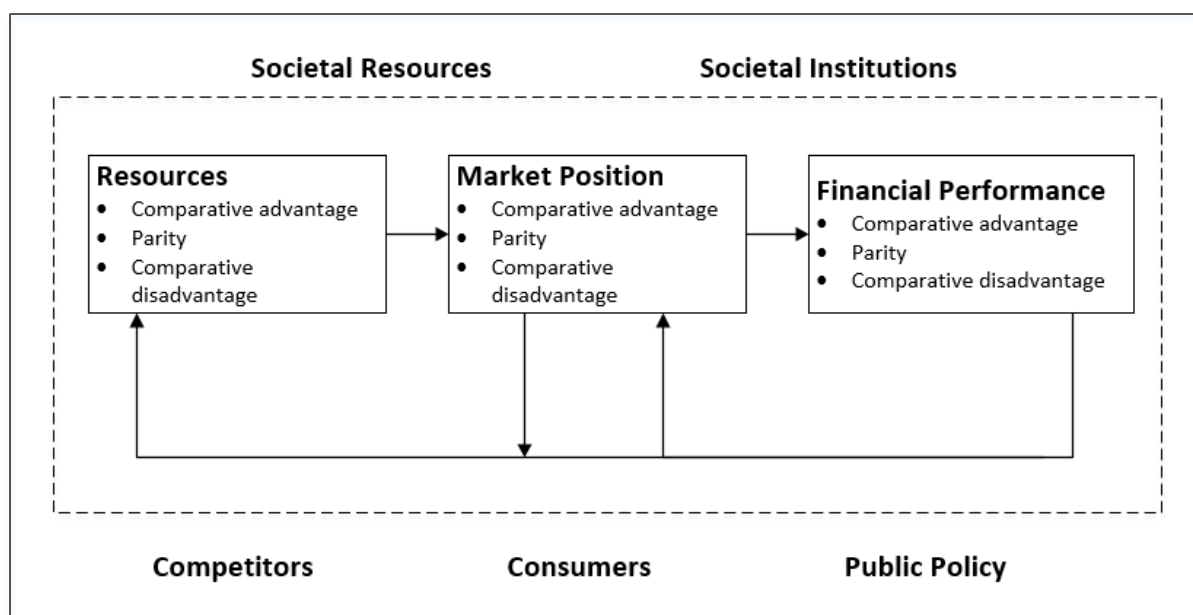 Societal Resources
Societal Institutions
Resources
• Comparative advantage
• Parity
• Comparative
disadvantage
Market Position
• Comparative advantage
• Parity
• Comparative
disadvantage
Financial Performance
• Comparative advantage
• Parity
• Comparative disadvantage
Competitors
Consumers
Public Policy